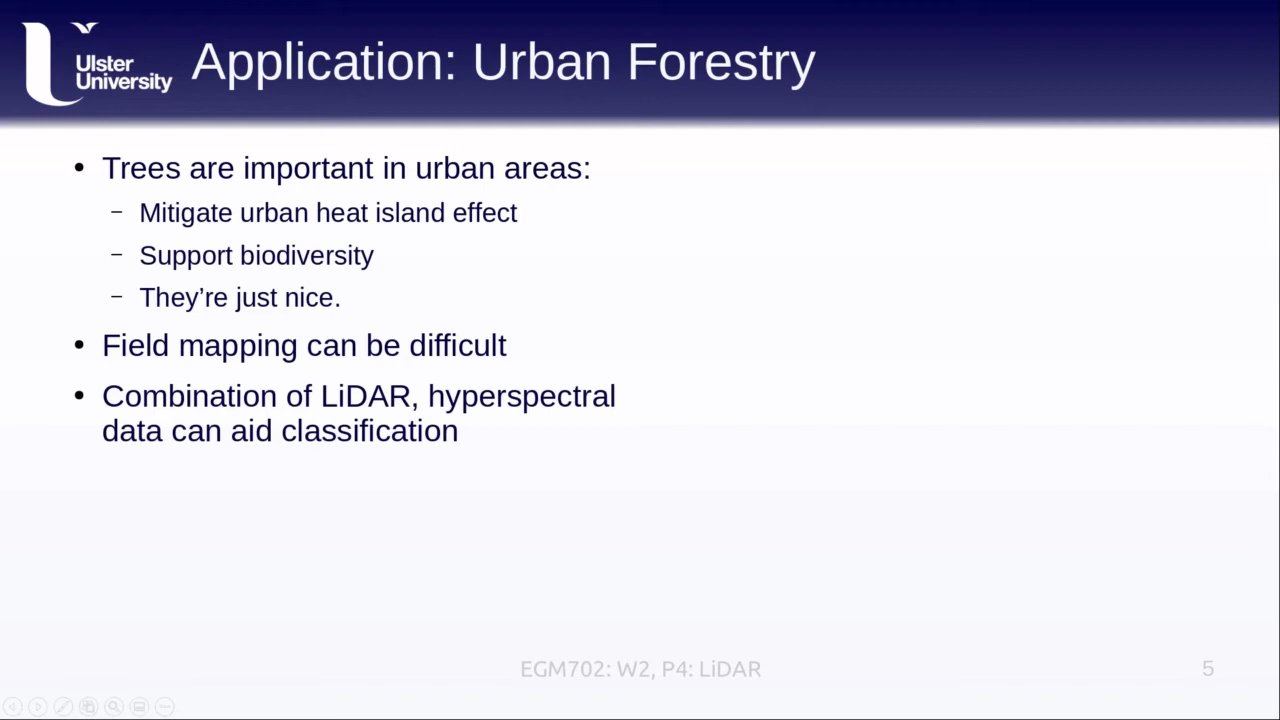 Ulster
University
Application: Urban Forestry
• Trees are important in urban areas:
– Mitigate urban heat island effect
– Support biodiversity
– They’re just nice.
• Field mapping can be difficult
• Combination of LiDAR, hyperspectral
data can aid classification
EGM702: W2, P4: LiDAR
5